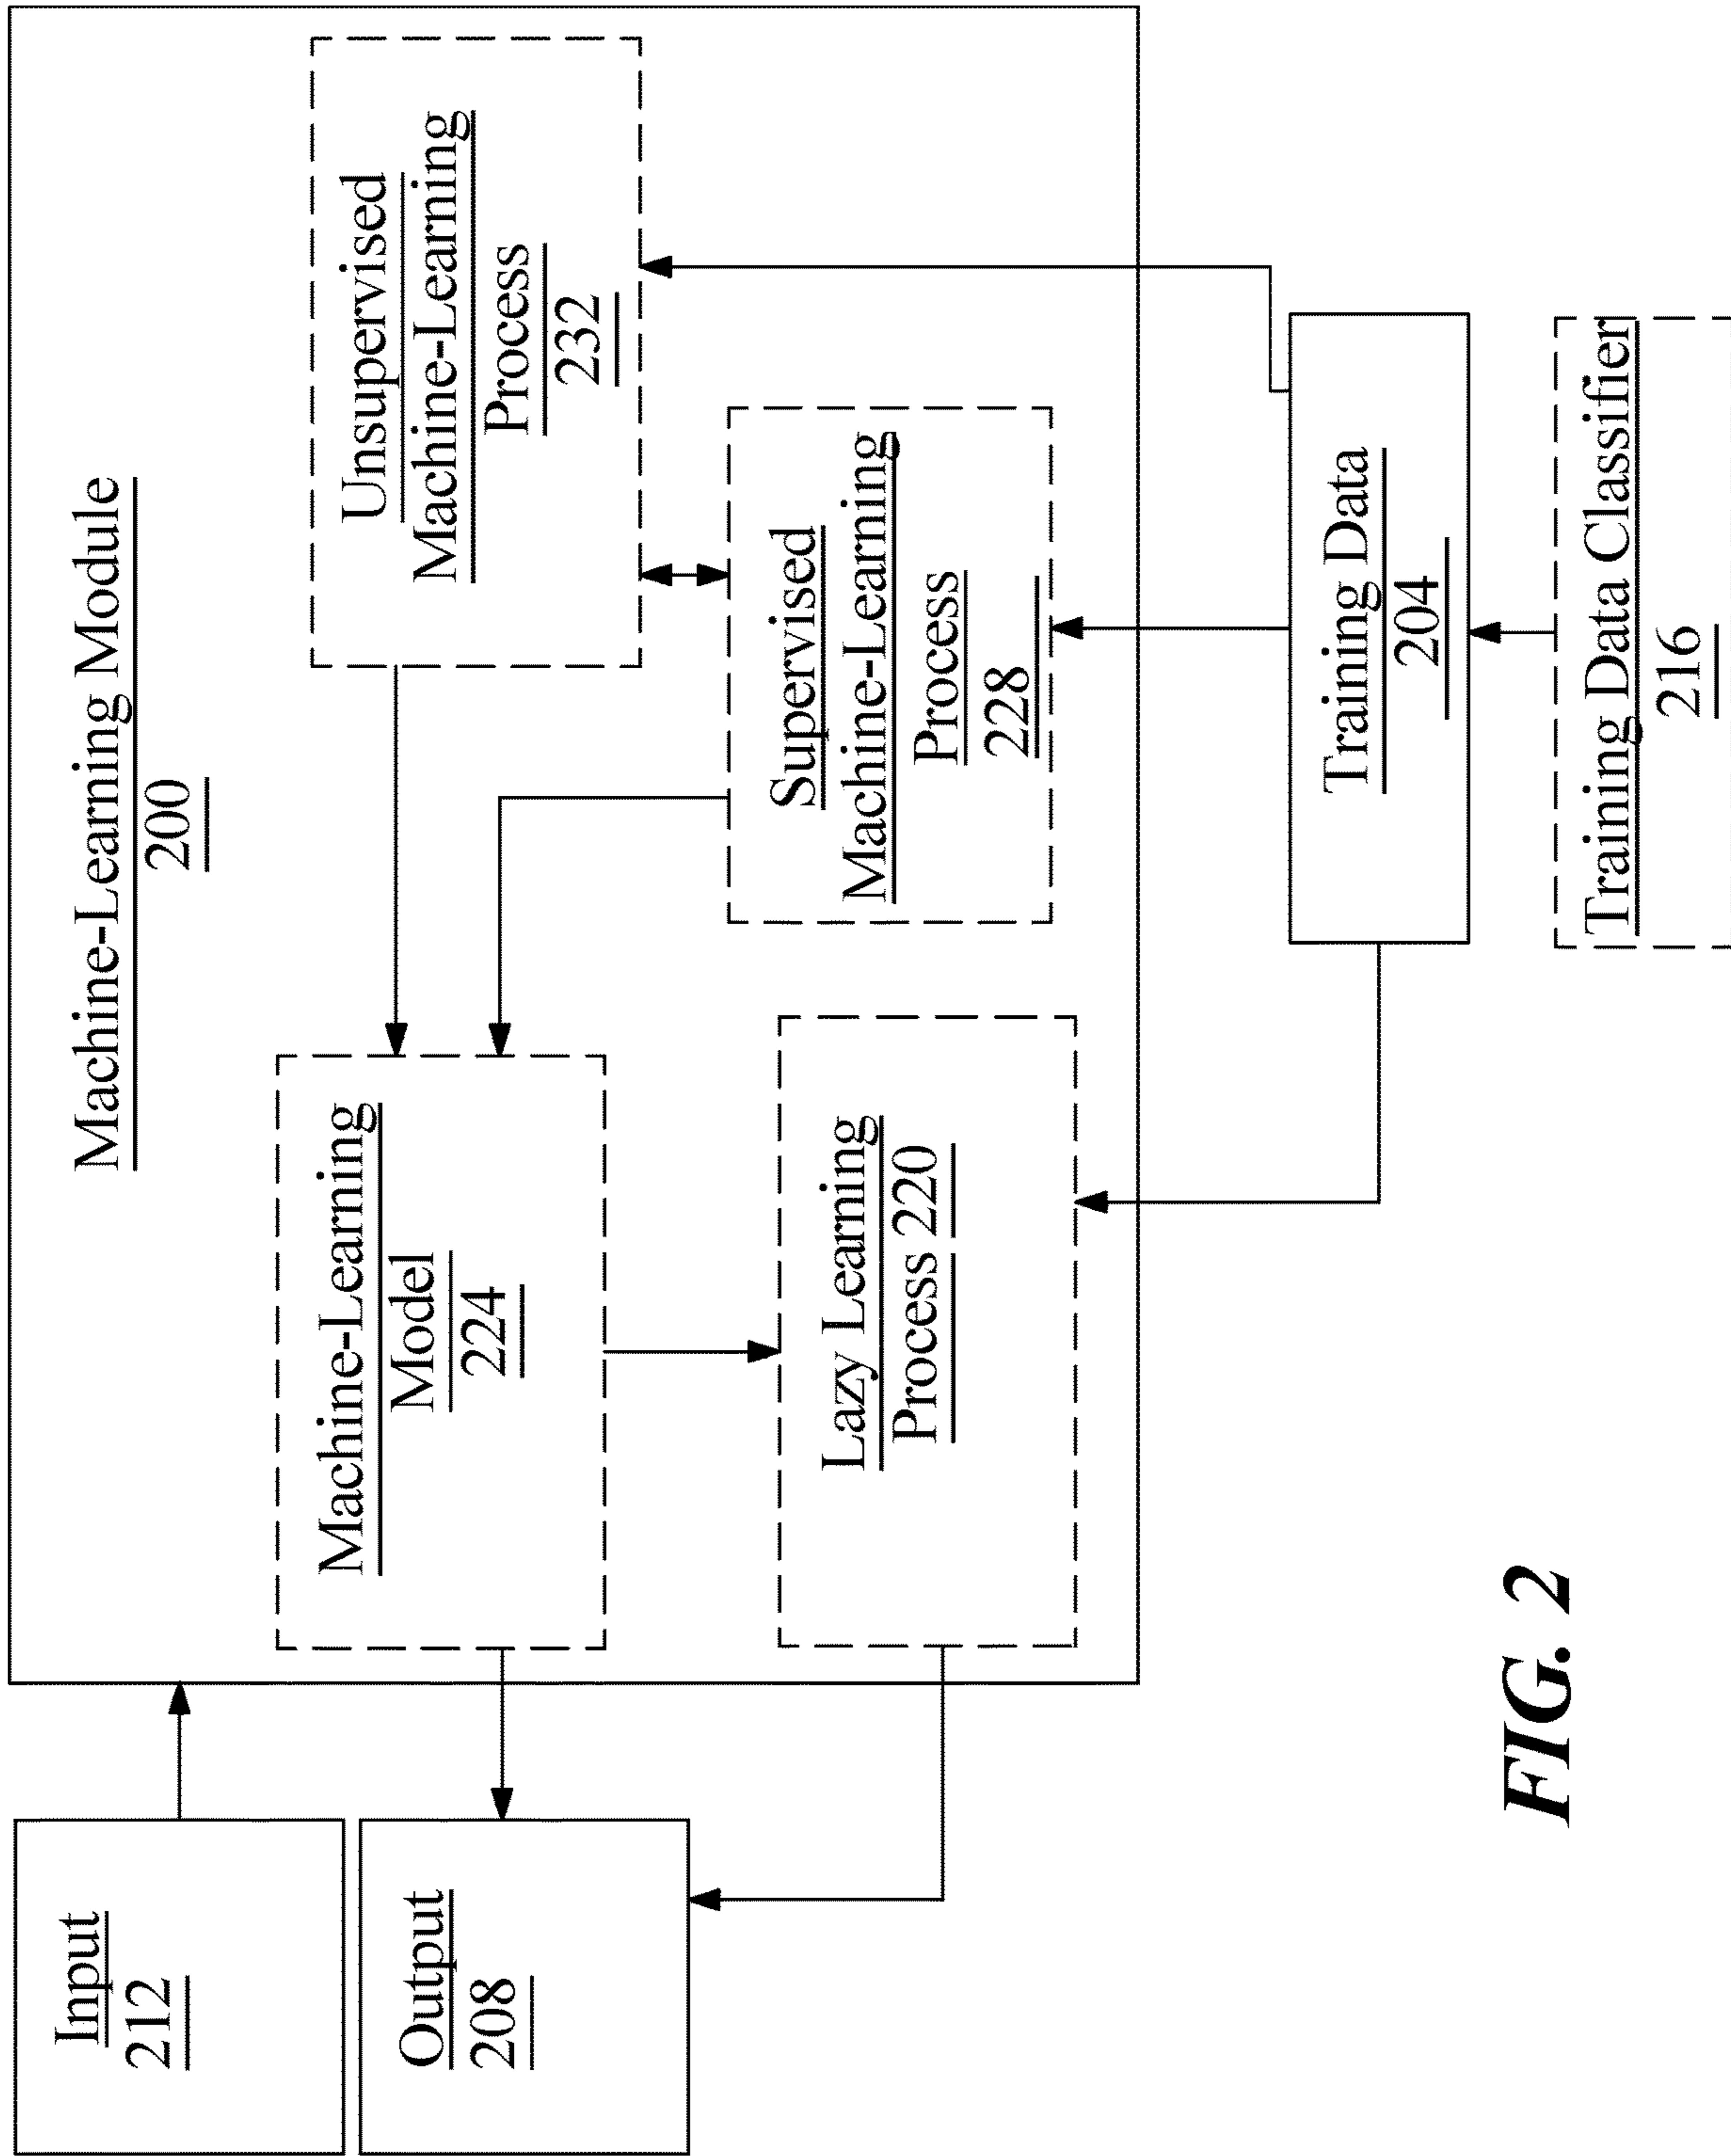 Machine-Learning Module
200
Input
212
Output
208
Machine-Learning
Model
224
Unsupervised
Machine-Learning
Process
232
Supervised
Machine-Learning
Process
228
Lazy Learning
Process 220
Training Data
204
Training Data Classifier
216
FIG. 2